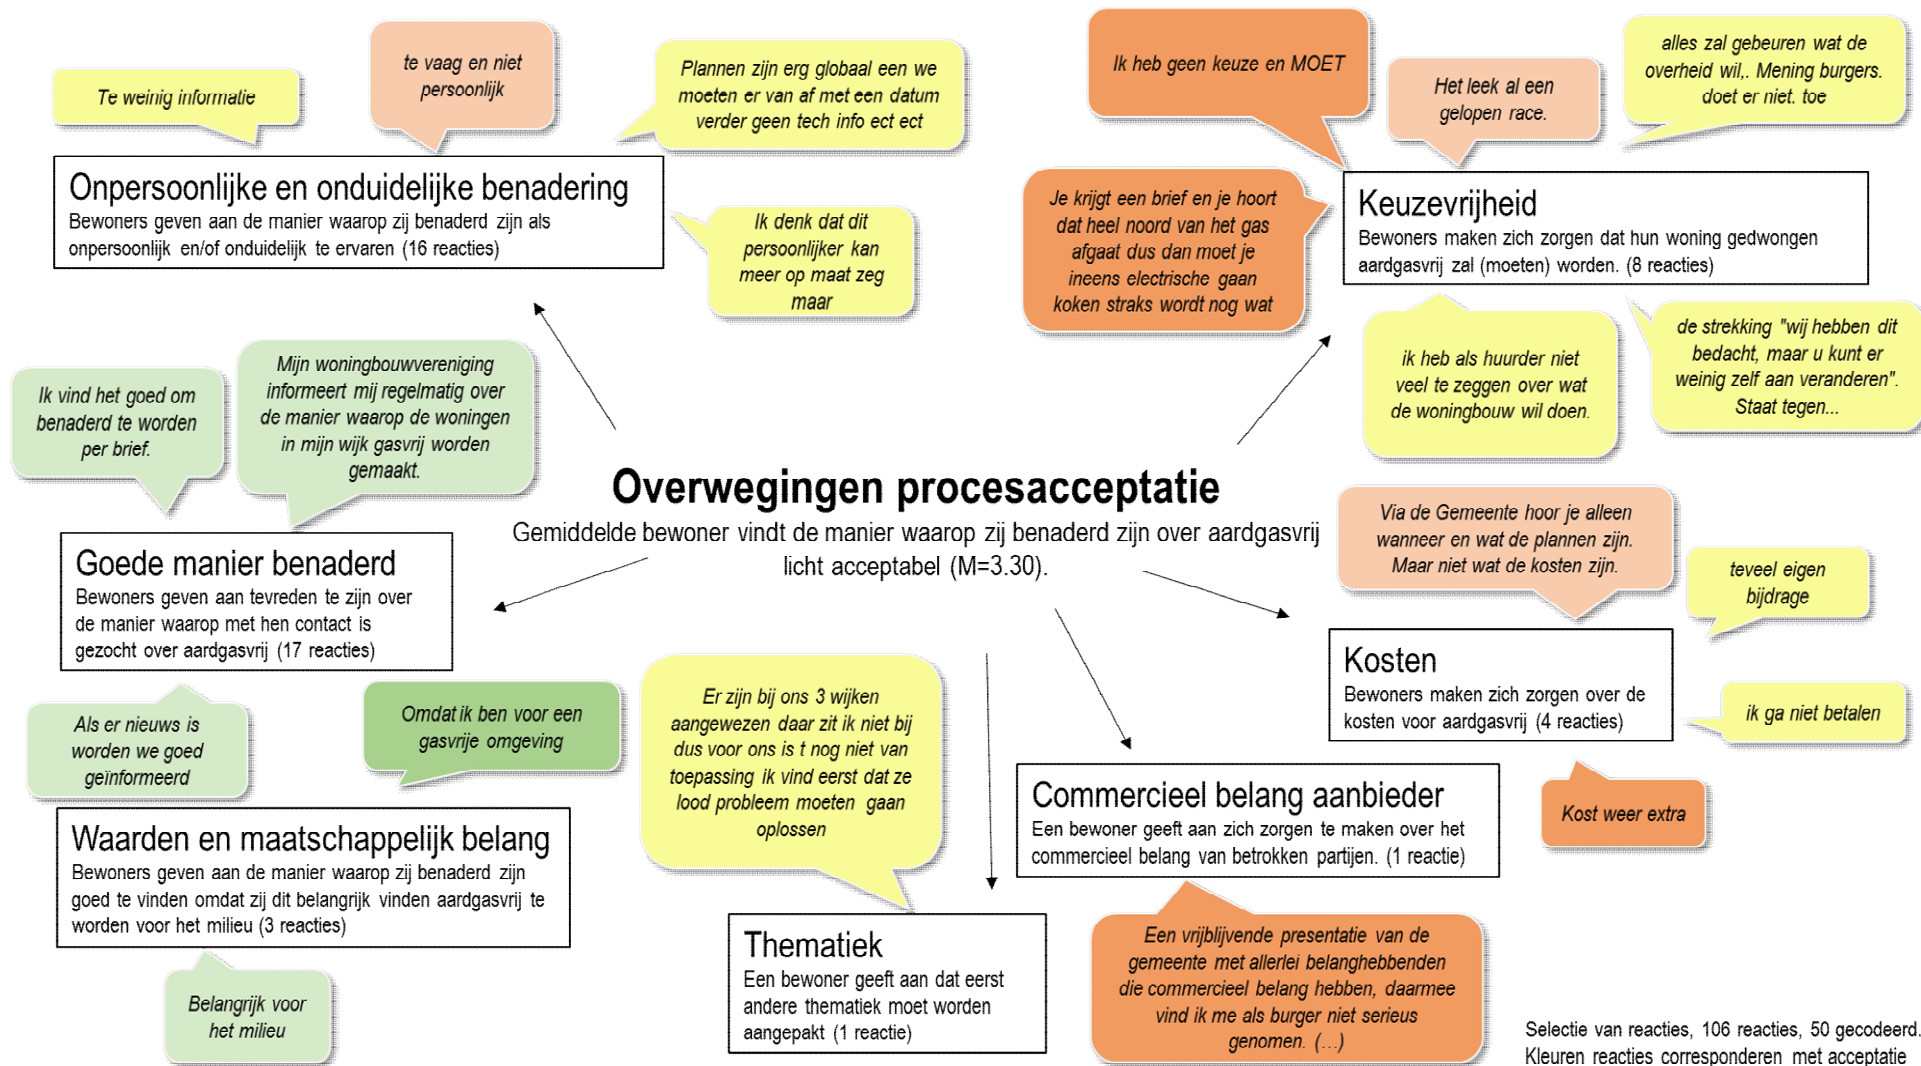 Te weinig informatie
te vaag en niet
persoonlijk
Plannen zijn erg globaal een we
moeten er van af met een datum
verder geen tech info ect ect
Onpersoonlijke en onduidelijke benadering
Bewoners geven aan de manier waarop zij benaderd zijn als
onpersoonlijk en/of onduidelijk te ervaren (16 reacties)
Ik denk dat dit
persoonlijker kan
meer op maat zeg
maar
Ik heb geen keuze en MOET
Het leek al een
gelopen race.
alles zal gebeuren wat de
overheid wil,. Mening burgers.
doet er niet. toe
Je krijgt een brief en je hoort
dat heel noord van het gas
afgaat dus dan moet je
ineens electrische gaan
koken straks wordt nog wat
Keuzevrijheid
Bewoners maken zich zorgen dat hun woning gedwongen
aardgasvrij zal (moeten) worden. (8 reacties)
ik heb als huurder niet
veel te zeggen over wat
de woningbouw wil doen.
de strekking "wij hebben dit
bedacht, maar u kunt er
weinig zelf aan veranderen".
Staat tegen...
Ik vind het goed om
benaderd te worden
per brief.
Mijn woningbouwvereniging
informeert mij regelmatig over
de manier waarop de woningen
in mijn wijk gasvrij worden
gemaakt.
Overwegingen procesacceptatie
Gemiddelde bewoner vindt de manier waarop zij benaderd zijn over aardgasvrij
licht acceptabel (M=3.30).
Goede manier benaderd
Bewoners geven aan tevreden te zijn over
de manier waarop met hen contact is
gezocht over aardgasvrij (17 reacties)
Via de Gemeente hoor je alleen
wanneer en wat de plannen zijn.
Maar niet wat de kosten zijn.
teveel eigen
bijdrage
Kosten
Bewoners maken zich zorgen over de
kosten voor aardgasvrij (4 reacties)
ik ga niet betalen
Kost weer extra
Als er nieuws is
worden we goed
geïnformeerd
Omdat ik ben voor een
gasvrije omgeving
Waarden en maatschappelijk belang
Bewoners geven aan de manier waarop zij benaderd zijn
goed te vinden omdat zij dit belangrijk vinden aardgasvrij te
worden voor het milieu (3 reacties)
Belangrijk voor
het milieu
Er zijn bij ons 3 wijken
aangewezen daar zit ik niet bij
dus voor ons is t nog niet van
toepassing ik vind eerst dat ze
lood probleem moeten gaan
oplossen
Thematiek
Een bewoner geeft aan dat eerst
andere thematiek moet worden
aangepakt (1 reactie)
Commercieel belang aanbieder
Een bewoner geeft aan zich zorgen te maken over het
commercieel belang van betrokken partijen. (1 reactie)
Een vrijblijvende presentatie van de
gemeente met allerlei belanghebbenden
die commercieel belang hebben, daarmee
vind ik me als burger niet serieus
genomen. (...)
Selectie van reacties, 106 reacties, 50 gecodeerd.
Kleuren reacties corresponderen met acceptatie